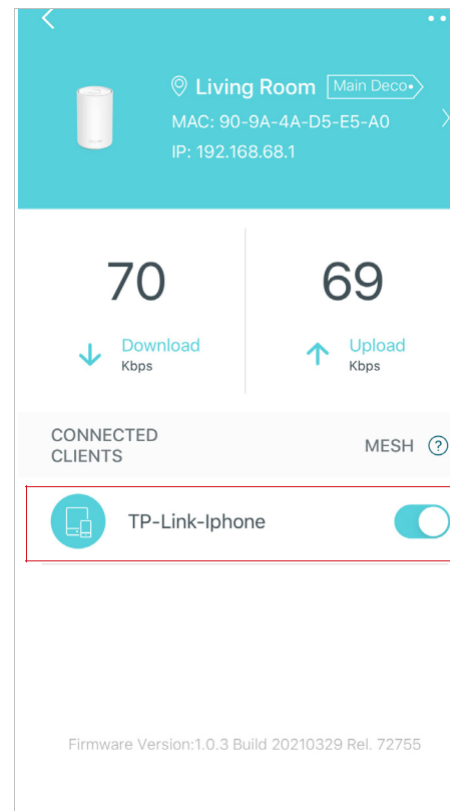 Living Room Main Deco
MAC: 90-9A-4A-D5-E5-A0
IP: 192.168.68.1
70 69
Download Upload
Kbps Kbps
CONNECTED
CLIENTS
MESH ?
TP-Link-Iphone
Firmware Version:1.0.3 Build 20210329 Rel. 72755